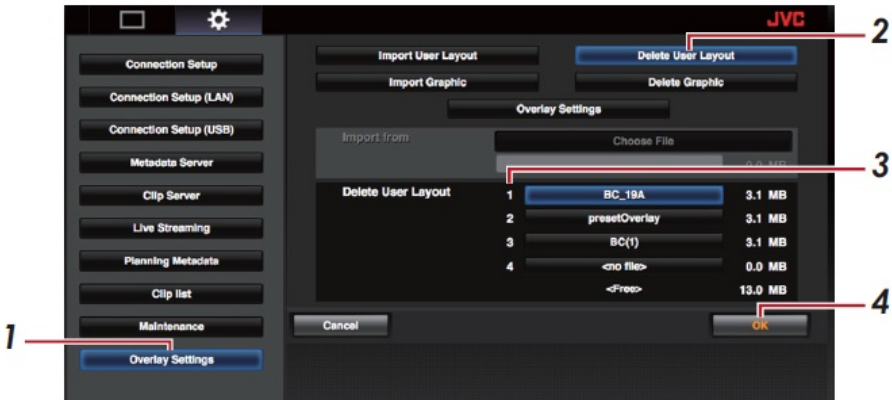 JVC
2
Connection Setup
Connection Setup (LAN)
Connection Setup (USB)
Metadata Server
Clip Server
Live Streaming
Planning Metadata
Clip list
Maintenance
1
Overlay Settings
Import User Layout Delete User Layout
Import Graphic Delete Graphic
Overlay Settings
Import from Choose File
0.0 MB
3
Delete User Layout 1 BC_19A 3.1 MB
2 presetOverlay 3.1 MB
3 BC(1) 3.1 MB
4 <no file> 0.0 MB
<Free> 13.0 MB
4
Cancel OK